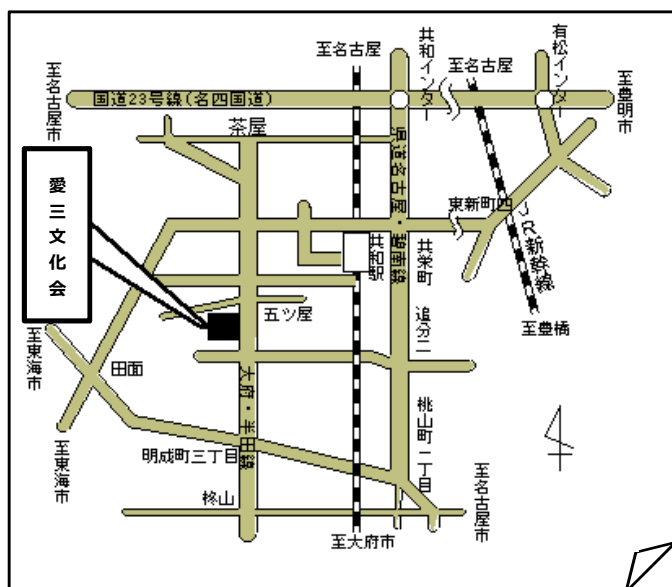 至名古屋市
国道23号線(名四国道)
至名古屋
共和インター
至名古屋
有松インター
至豊明市
茶屋
愛三文化会
県道名古屋・碧南線
東新町四
JR新幹線
共和駅
共栄町
至豊橋
五ツ屋
追分二
至東海市
田面
大府・半田線
桃山町一丁目
至東海市
明成町三丁目
至名古屋市
柊山
至大府市